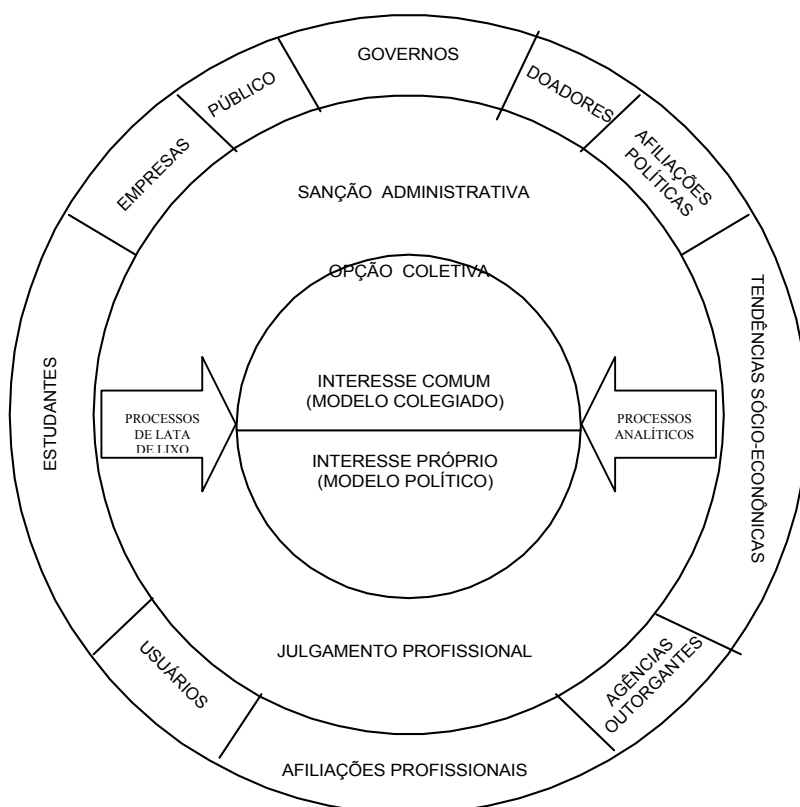 GOVERNOS
PÚBLICO
DOADORES
EMPRESAS
AFILIAÇÕES
POLÍTICAS
SANÇÃO ADMINISTRATIVA
OPÇÃO COLETIVA
ESTUDANTES
TENDÊNCIAS SÓCIO-ECONÔMICAS
INTERESSE COMUM
(MODELO COLEGIADO)
PROCESSOS
DE LATA
DE LIXO
PROCESSOS
ANALÍTICOS
INTERESSE PRÓPRIO
(MODELO POLÍTICO)
JULGAMENTO PROFISSIONAL
USUÁRIOS
AGÊNCIAS
OUTORGANTES
AFILIAÇÕES PROFISSIONAIS